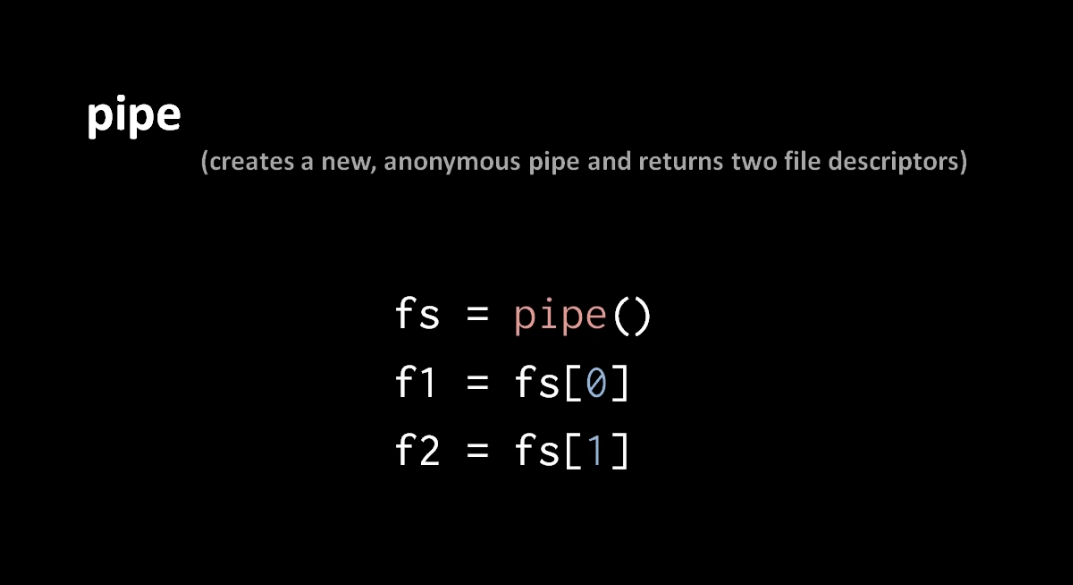 pipe
(creates a new, anonymous pipe and returns two file descriptors)
fs = pipe()
f1 = fs[0]
f2 = fs[1]